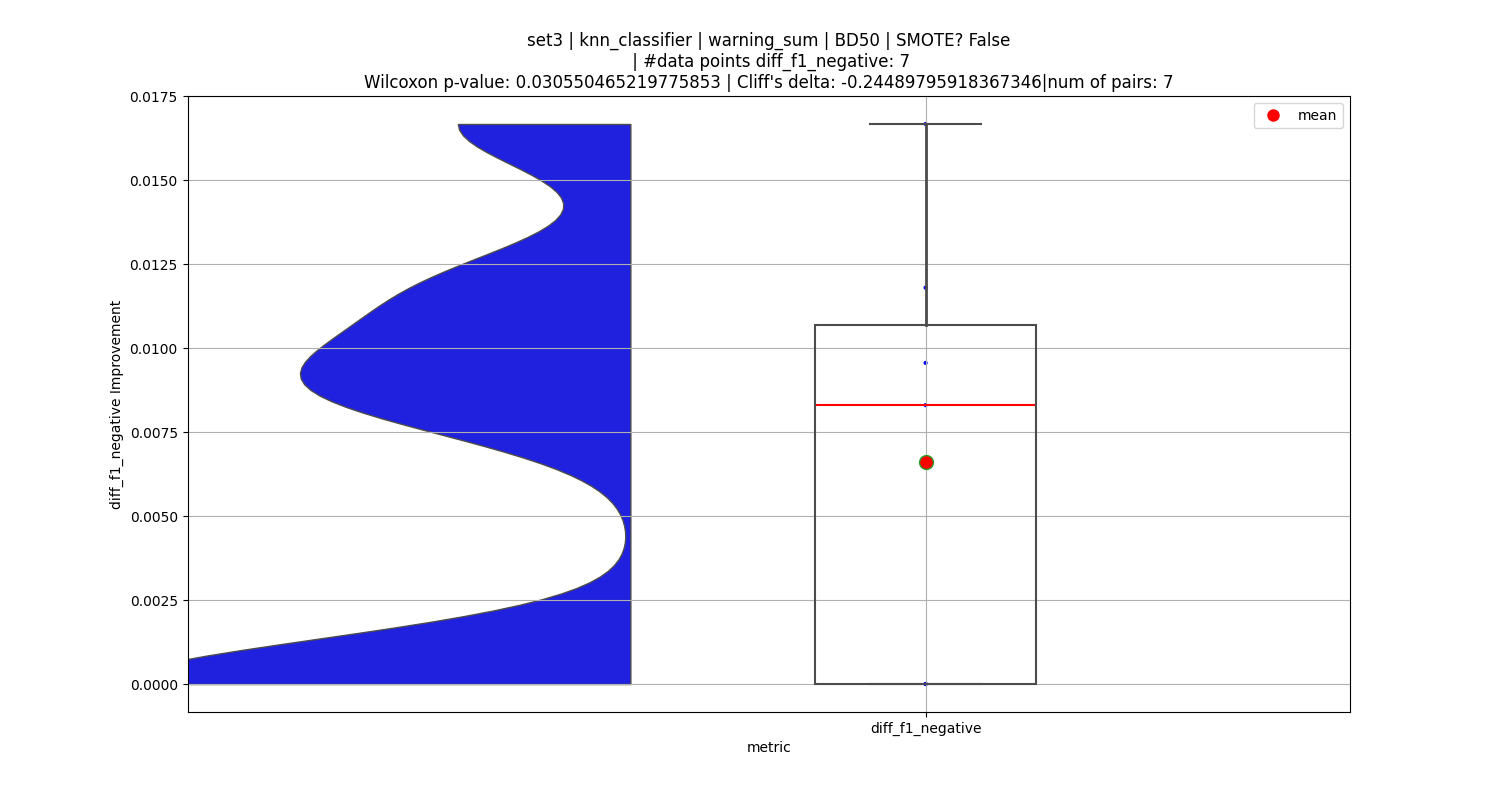 set3 | knn_classifier | warning_sum | BD50 | SMOTE? False
| #data points diff_f1_negative: 7
Wilcoxon p-value: 0.030550465219775853 | Cliff's delta: -0.24489795918367346|num of pairs: 7
mean
0.0175
0.0150
0.0125
0.0100
0.0075
0.0050
0.0025
0.0000
diff_f1_negative Improvement
diff_f1_negative
metric